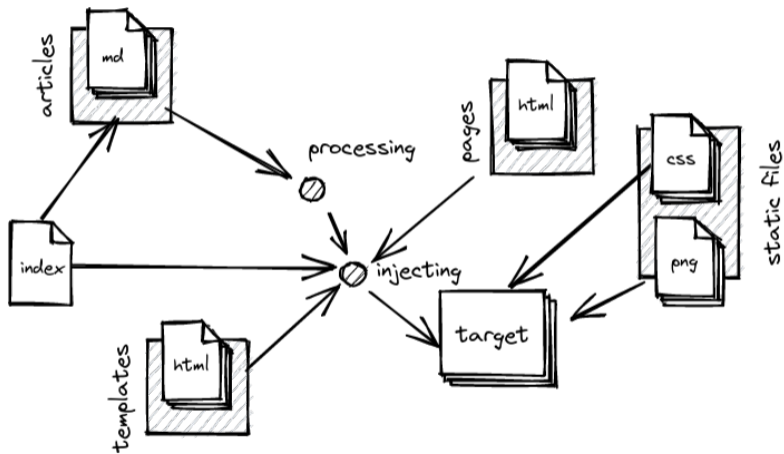 articles
md
processing
pages
html
css
png
static files
index
injecting
target
templates
html